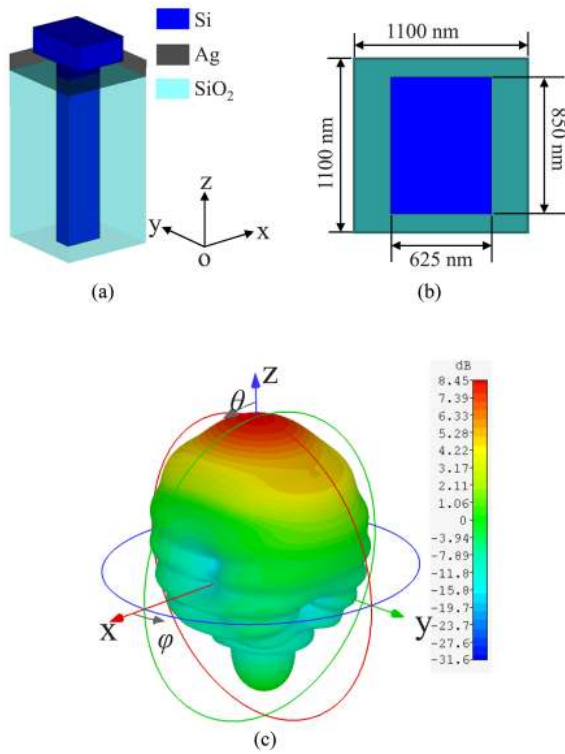 Si
Ag
SiO₂
z
y
x
o
(a)
1100 nm
1100 nm
850 nm
625 nm
(b)
z
θ
x
φ
y
dB
8.45
7.39
6.33
5.28
4.22
3.17
2.11
1.06
0
-3.94
-7.89
-11.8
-15.8
-19.7
-23.7
-27.6
-31.6
(c)